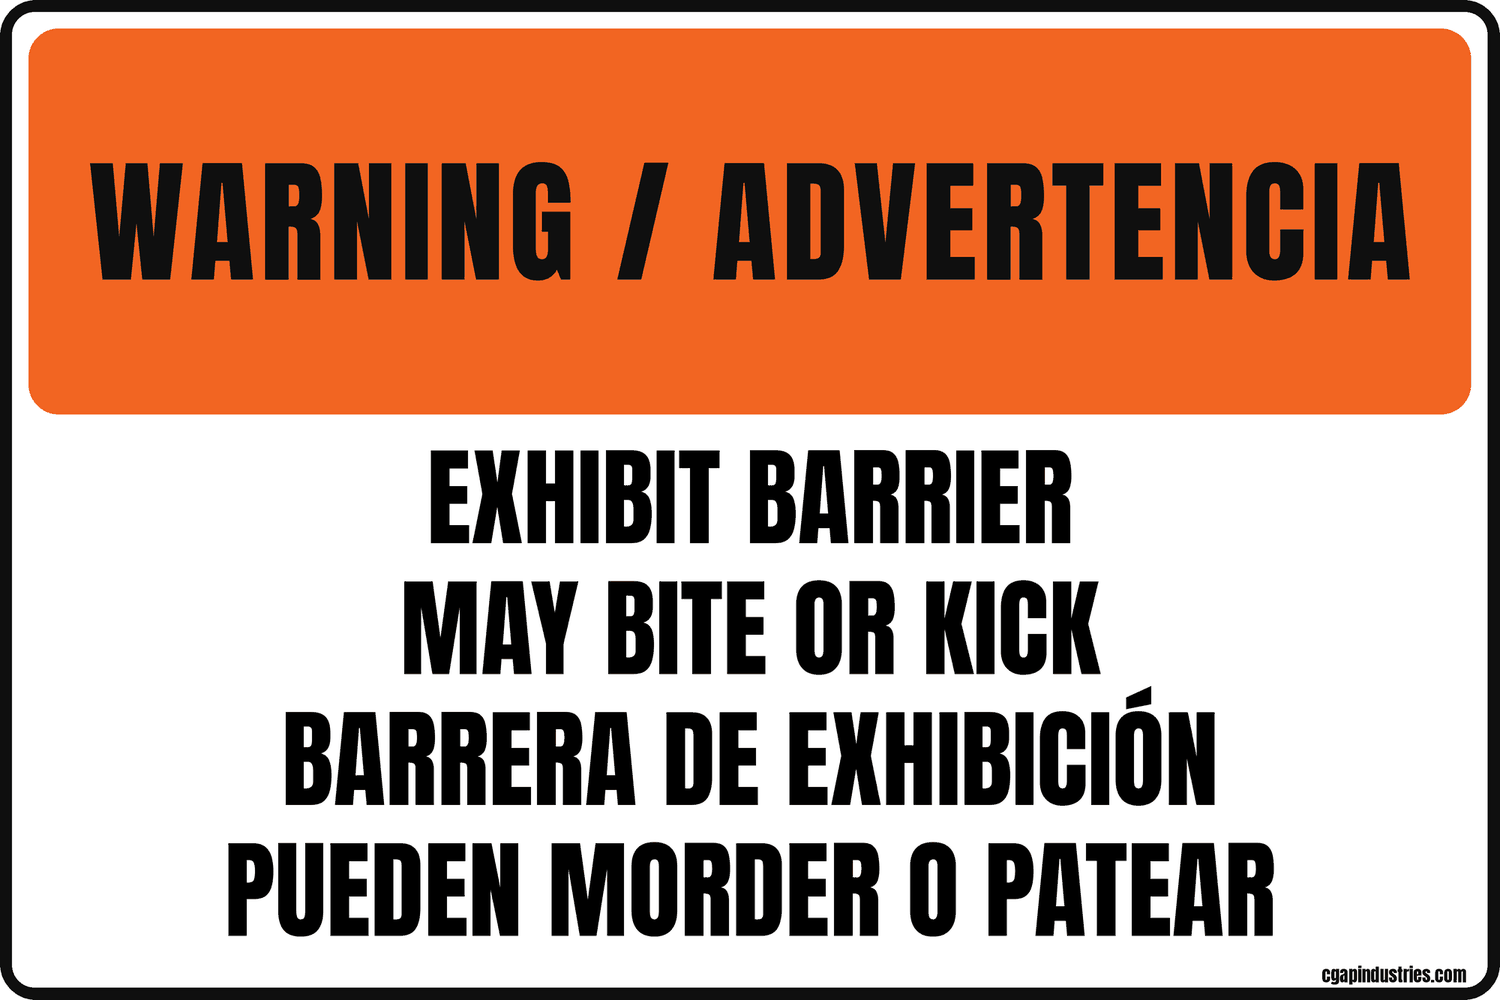 WARNING / ADVERTENCIA
EXHIBIT BARRIER
MAY BITE OR KICK
BARRERA DE EXHIBICIÓN
PUEDEN MORDER O PATEAR
cgapindustries.com